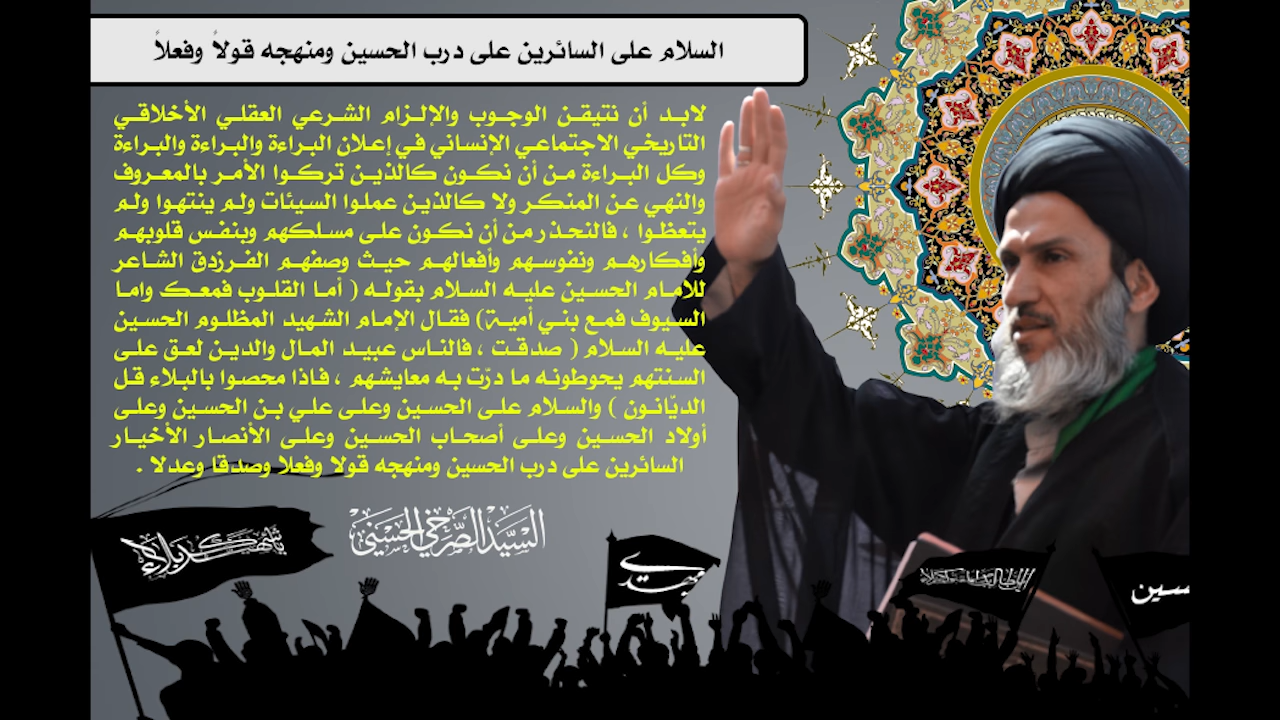 السلام على السائرين على درب الحسين ومنهجه قولاً وفعلاً
لابد أن نتيقن الوجوب والإلزام الشرعي العقلي الأخلاقي
التاريخي الاجتماعي الإنساني في إعلان البراءة والبراءة والبراءة
وكل البراءة من أن نكون كالذين تركوا الأمر بالمعروف
والنهي عن المنكر ولا كالذين عملوا السيئات ولم ينتهوا ولم
يتعظوا ، فالنحذر من أن نكون على مسلكهم وبنفس قلوبهم
وأفكارهم ونفوسهم وأفعالهم حيث وصفهم الفرزدق الشاعر
للامام الحسين عليه السلام بقوله ( أما القلوب فمعك واما
السيوف فمع بني أمية) فقال الإمام الشهيد المظلوم الحسين
عليه السلام ( صدقت ، فالناس عبيد المال والدين لعق على
السنتهم يحوطونه ما درّت به معايشهم ، فاذا محصوا بالبلاء قل
الديّانون ) والسلام على الحسين وعلى علي بن الحسين وعلى
أولاد الحسين وعلى أصحاب الحسين وعلى الأنصار الأخيار
السائرين على درب الحسين ومنهجه قولا وفعلا وصدقا وعدلا .
السيد الصرخي الحسني
ياشهيد كربلاء
مهدي
سين